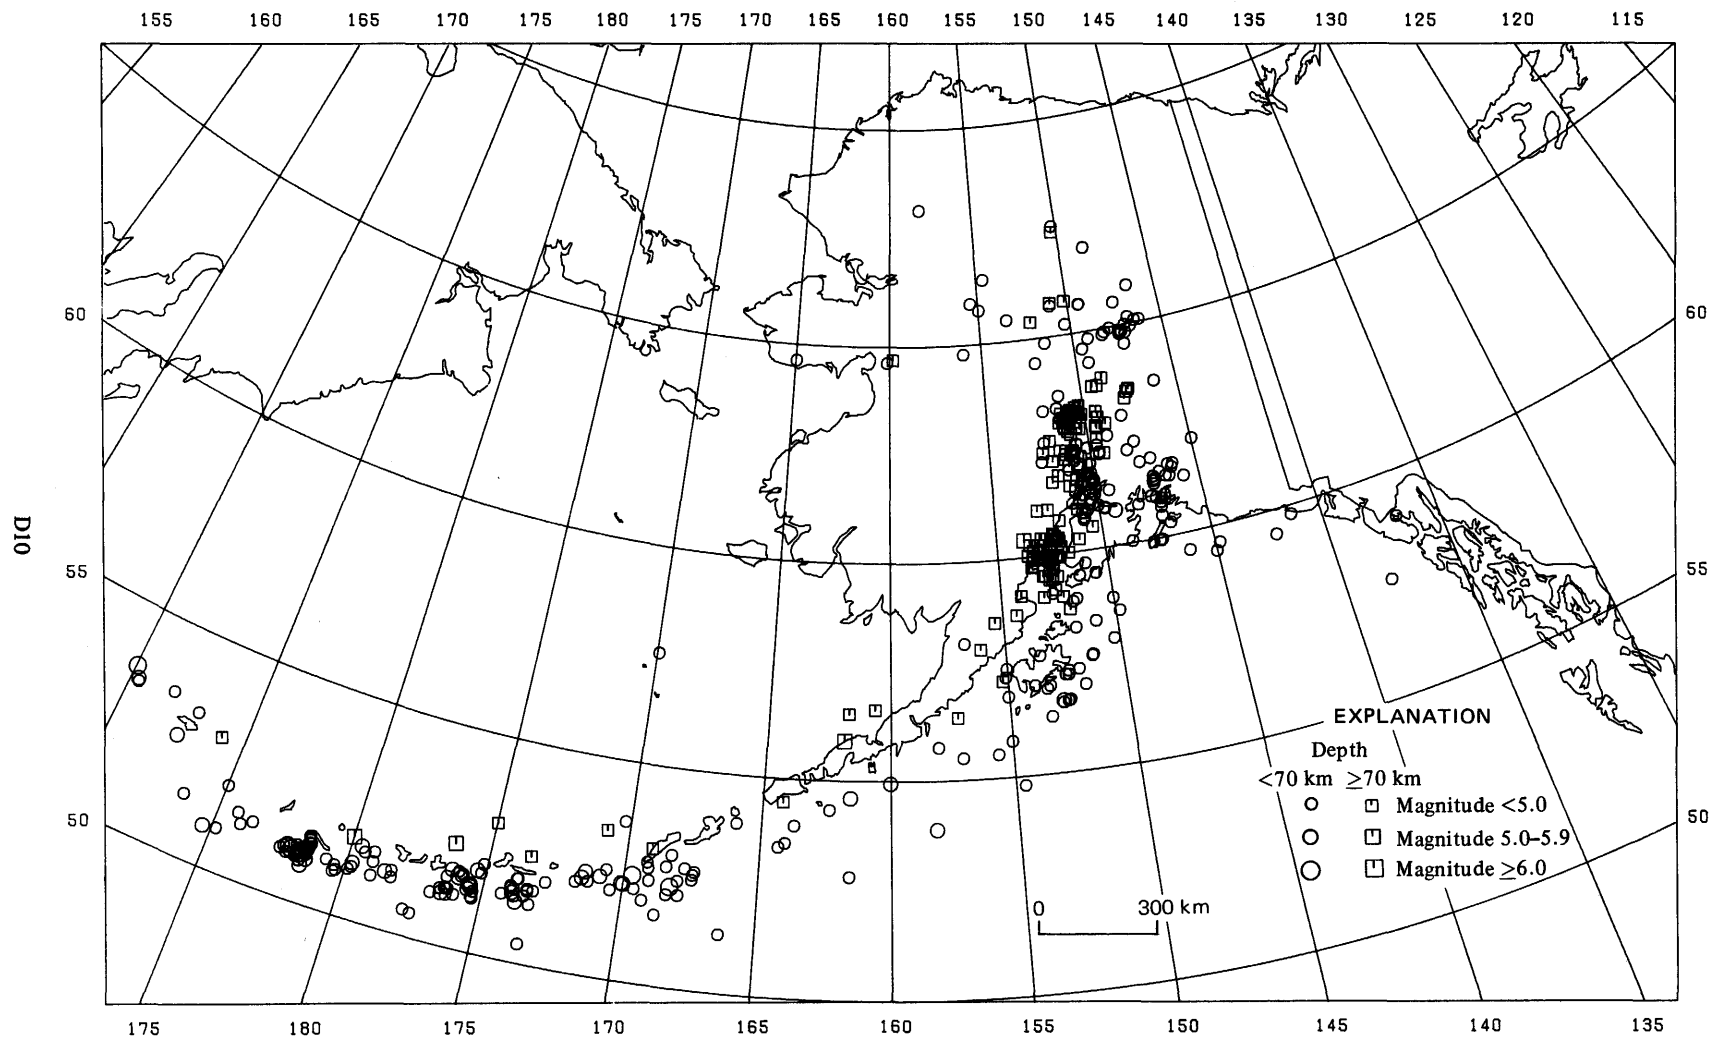 155 160 165 170 175 180 175 170 165 160 155 150 145 140 135 130 125 120 115
60 60
D10
55 55
EXPLANATION
Depth
<70 km ≥70 km
Magnitude <5.0
50 50
Magnitude 5.0–5.9
Magnitude ≥6.0
0 300 km
175 180 175 170 165 160 155 150 145 140 135